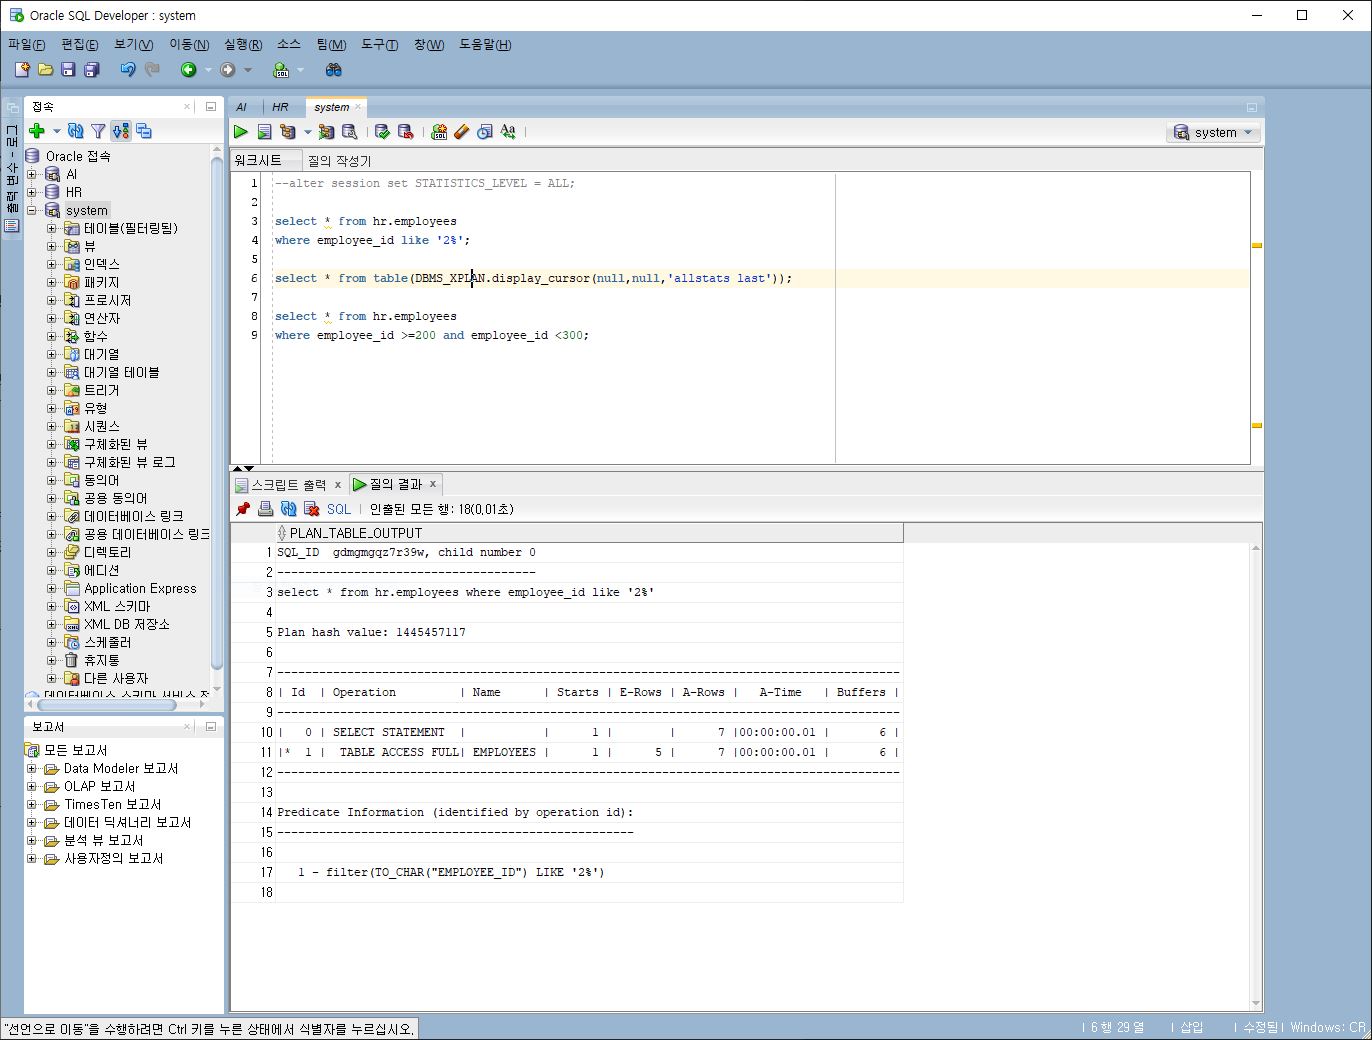 Oracle SQL Developer : system
파일(F) 편집(E) 보기(V) 이동(N) 실행(R) 소스 팀(M) 도구(T) 창(W) 도움말(H)
접속
Oracle 접속
AI
HR
system
테이블(필터링됨)
뷰
인덱스
패키지
프로시저
연산자
함수
대기열
대기열 테이블
트리거
유형
시퀀스
구체화된 뷰
구체화된 뷰 로그
동의어
공용 동의어
데이터베이스 링크
공용 데이터베이스 링크
디렉토리
에디션
Application Express
XML 스키마
XML DB 저장소
스케줄러
휴지통
다른 사용자
보고서
모든 보고서
Data Modeler 보고서
OLAP 보고서
TimesTen 보고서
데이터 딕셔너리 보고서
분석 뷰 보고서
사용자정의 보고서
AI HR system
system
워크시트 질의 작성기
1 --alter session set STATISTICS_LEVEL = ALL;
2
3 select * from hr.employees
4 where employee_id like '2%';
5
6 select * from table(DBMS_XPLAN.display_cursor(null,null,'allstats last'));
7
8 select * from hr.employees
9 where employee_id >=200 and employee_id <300;
스크립트 출력 x 질의 결과 x
SQL | 인출된 모든 행: 18(0,01초)
PLAN_TABLE_OUTPUT
1 SQL_ID  gdmgmgqz7r39w, child number 0
2 -------------------------------------
3 select * from hr.employees where employee_id like '2%'
4
5 Plan hash value: 1445457117
6
7 -----------------------------------------------------------------------------------------
8 | Id  | Operation         | Name      | Starts | E-Rows | A-Rows |   A-Time   | Buffers |
9 -----------------------------------------------------------------------------------------
10 |   0 | SELECT STATEMENT  |           |      1 |        |      7 |00:00:00.01 |       6 |
11 |*  1 |  TABLE ACCESS FULL| EMPLOYEES |      1 |      5 |      7 |00:00:00.01 |       6 |
12 -----------------------------------------------------------------------------------------
13
14 Predicate Information (identified by operation id):
15 ---------------------------------------------------
16
17    1 - filter(TO_CHAR("EMPLOYEE_ID") LIKE '2%')
18
"선언으로 이동"을 수행하려면 Ctrl 키를 누른 상태에서 식별자를 누르십시오.
| 6 행 29 열 | 삽입 | 수정됨 | Windows: CR